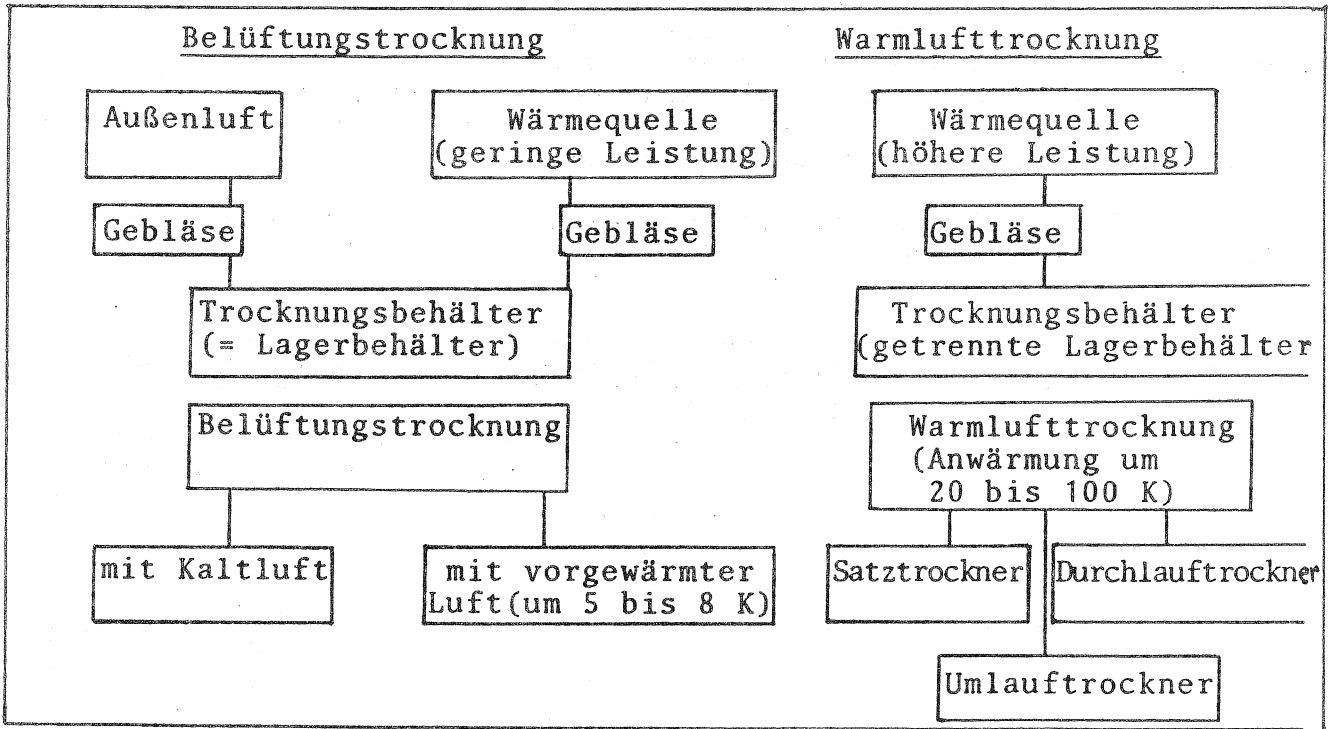 Belüftungstrocknung
Warmlufttrocknung
Außenluft
Wärmequelle
(geringe Leistung)
Wärmequelle
(höhere Leistung)
Gebläse
Gebläse
Gebläse
Trocknungsbehälter
(= Lagerbehälter)
Trocknungsbehälter
(getrennte Lagerbehälter
Belüftungstrocknung
Warmlufttrocknung
(Anwärmung um
20 bis 100 K)
mit Kaltluft
mit vorgewärmter
Luft(um 5 bis 8 K)
Satztrockner
Durchlauftrockner
Umlauftrockner